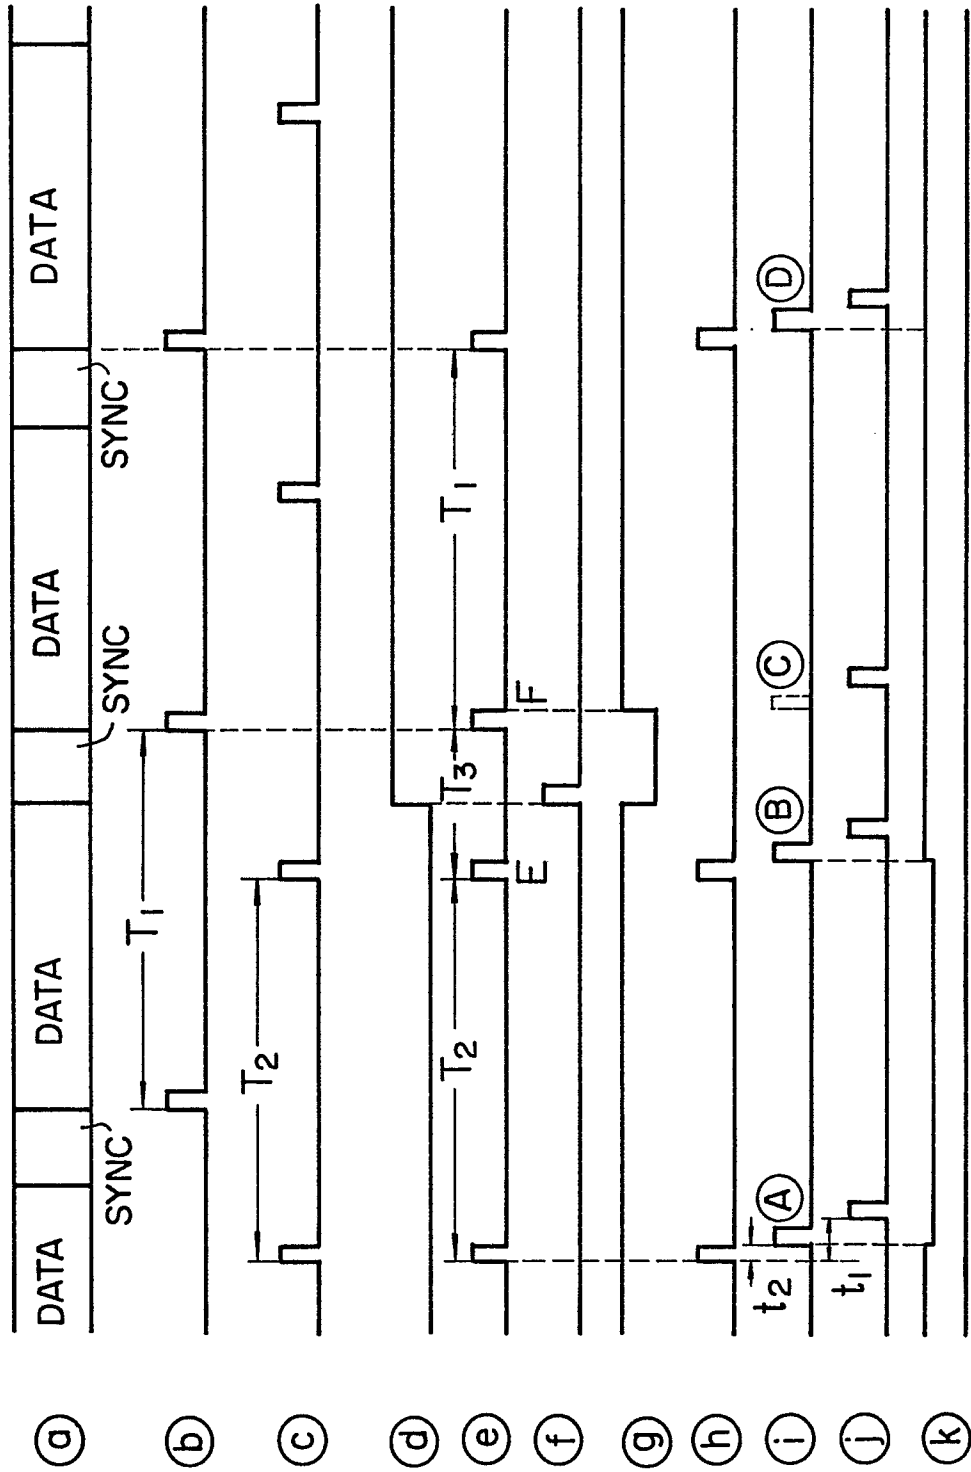 ⓐ DATA SYNC DATA SYNC DATA SYNC DATA
ⓑ T1
ⓒ T2
ⓓ
ⓔ T2 E T3 F T1
ⓕ
ⓖ
ⓗ
ⓘ t2 Ⓐ Ⓑ Ⓒ Ⓓ
ⓙ t1
ⓚ